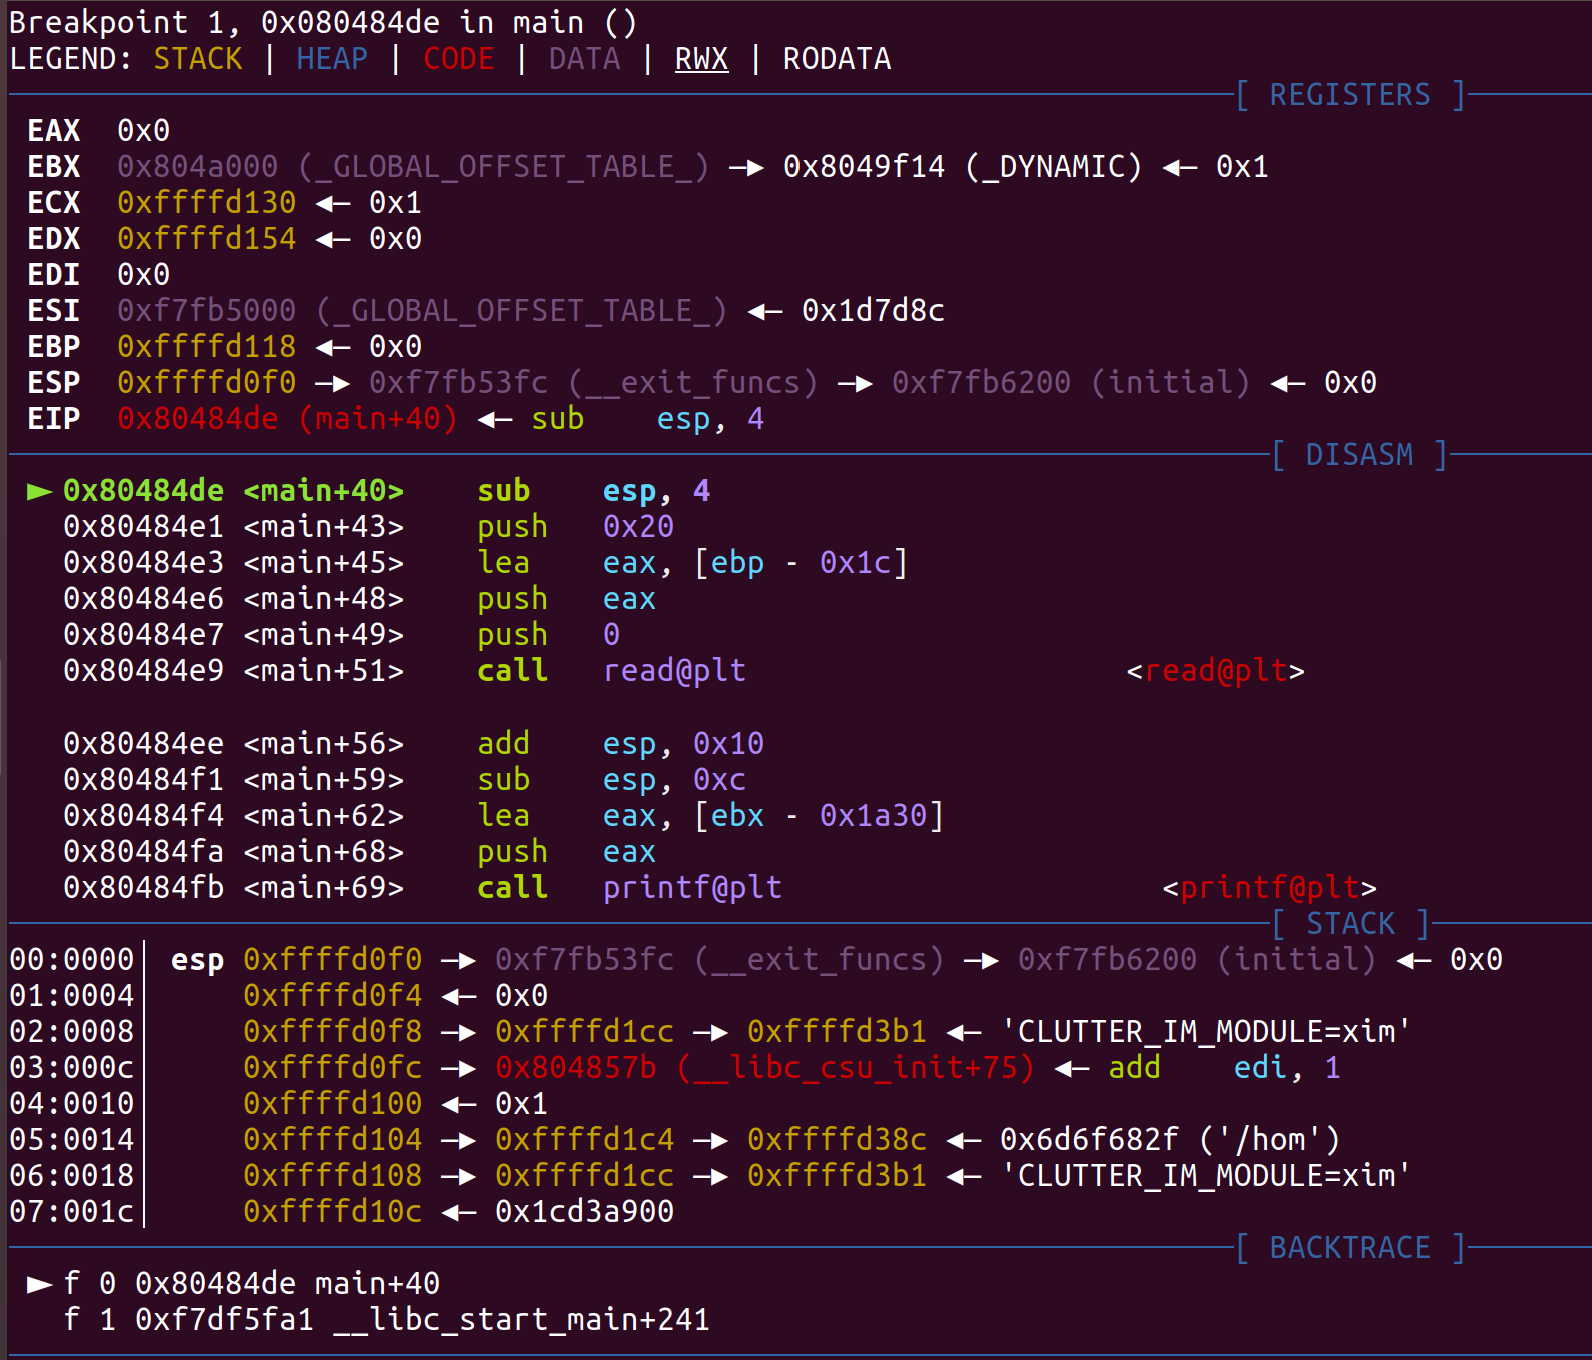 Breakpoint 1, 0x080484de in main ()
LEGEND: STACK | HEAP | CODE | DATA | RWX | RODATA
[ REGISTERS ]
EAX  0x0
EBX  0x804a000 (_GLOBAL_OFFSET_TABLE_) —▸ 0x8049f14 (_DYNAMIC) ◂— 0x1
ECX  0xffffd130 ◂— 0x1
EDX  0xffffd154 ◂— 0x0
EDI  0x0
ESI  0xf7fb5000 (_GLOBAL_OFFSET_TABLE_) ◂— 0x1d7d8c
EBP  0xffffd118 ◂— 0x0
ESP  0xffffd0f0 —▸ 0xf7fb53fc (__exit_funcs) —▸ 0xf7fb6200 (initial) ◂— 0x0
EIP  0x80484de (main+40) ◂— sub    esp, 4
[ DISASM ]
► 0x80484de <main+40>    sub    esp, 4
0x80484e1 <main+43>    push   0x20
0x80484e3 <main+45>    lea    eax, [ebp - 0x1c]
0x80484e6 <main+48>    push   eax
0x80484e7 <main+49>    push   0
0x80484e9 <main+51>    call   read@plt                     <read@plt>
0x80484ee <main+56>    add    esp, 0x10
0x80484f1 <main+59>    sub    esp, 0xc
0x80484f4 <main+62>    lea    eax, [ebx - 0x1a30]
0x80484fa <main+68>    push   eax
0x80484fb <main+69>    call   printf@plt                     <printf@plt>
[ STACK ]
00:0000│ esp 0xffffd0f0 —▸ 0xf7fb53fc (__exit_funcs) —▸ 0xf7fb6200 (initial) ◂— 0x0
01:0004│     0xffffd0f4 ◂— 0x0
02:0008│     0xffffd0f8 —▸ 0xffffd1cc —▸ 0xffffd3b1 ◂— 'CLUTTER_IM_MODULE=xim'
03:000c│     0xffffd0fc —▸ 0x804857b (__libc_csu_init+75) ◂— add    edi, 1
04:0010│     0xffffd100 ◂— 0x1
05:0014│     0xffffd104 —▸ 0xffffd1c4 —▸ 0xffffd38c ◂— 0x6d6f682f ('/hom')
06:0018│     0xffffd108 —▸ 0xffffd1cc —▸ 0xffffd3b1 ◂— 'CLUTTER_IM_MODULE=xim'
07:001c│     0xffffd10c ◂— 0x1cd3a900
[ BACKTRACE ]
► f 0 0x80484de main+40
f 1 0xf7df5fa1 __libc_start_main+241